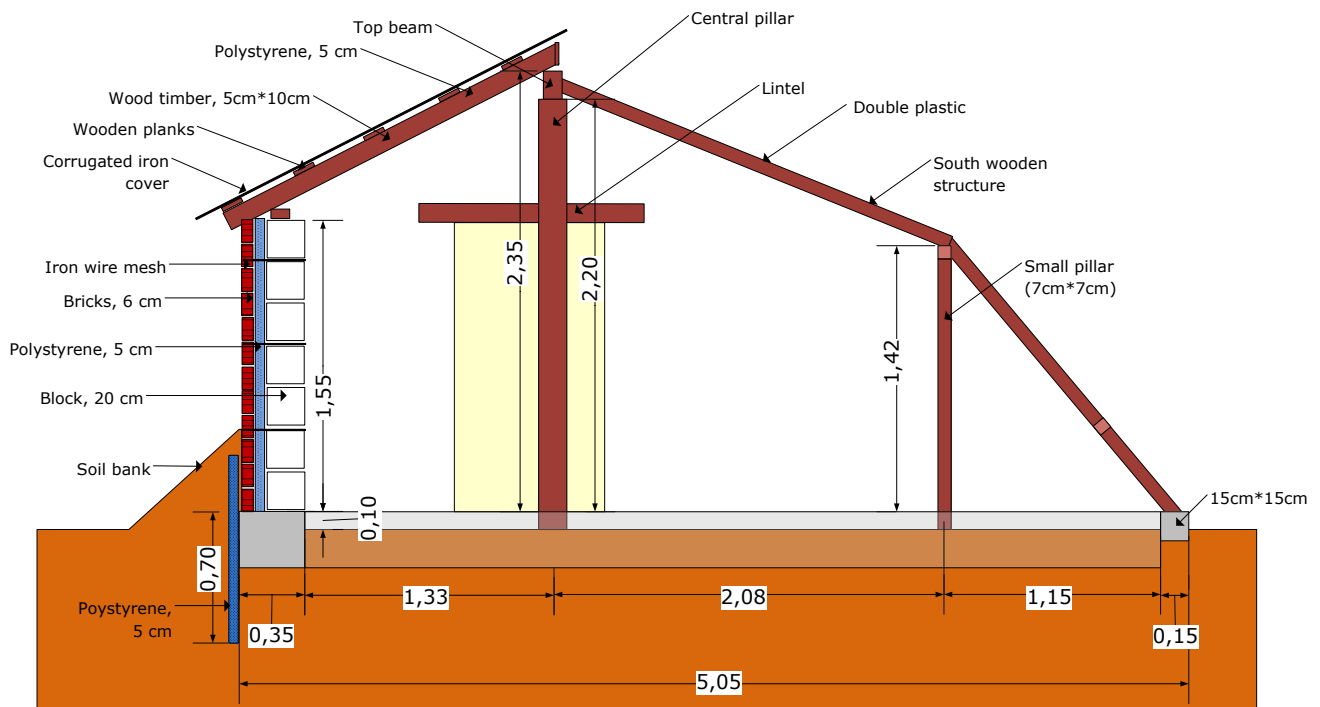 Top beam
Central pillar
Polystyrene, 5 cm
Lintel
Wood timber, 5cm*10cm
Double plastic
Wooden planks
Corrugated iron
cover
South wooden
structure
Iron wire mesh
Small pillar
(7cm*7cm)
Bricks, 6 cm
Polystyrene, 5 cm
Block, 20 cm
Soil bank
15cm*15cm
Poystyrene,
5 cm
2,35
2,20
1,42
1,55
0,10
0,70
1,33
2,08
1,15
0,35
0,15
5,05